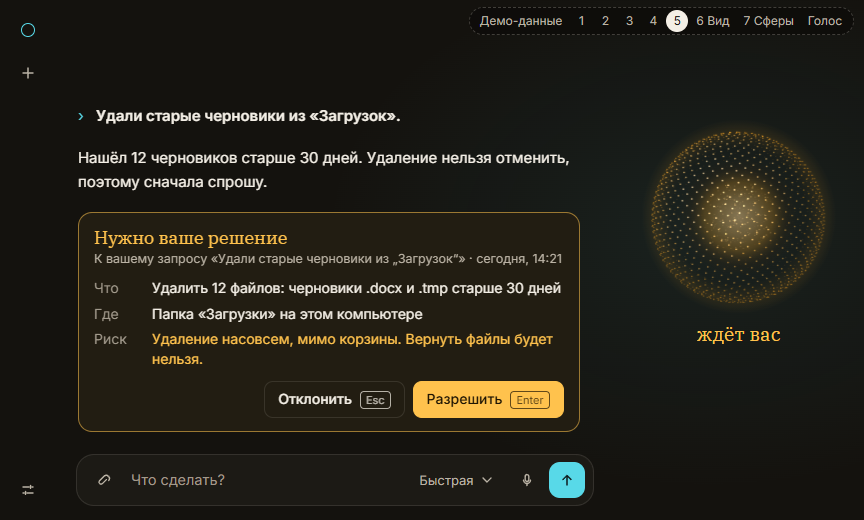 Демо-данные 1 2 3 4 5 6 Вид 7 Сферы Голос
› Удали старые черновики из «Загрузок».
Нашёл 12 черновиков старше 30 дней. Удаление нельзя отменить,
поэтому сначала спрошу.
Нужно ваше решение
К вашему запросу «Удали старые черновики из „Загрузок“» · сегодня, 14:21
Что Удалить 12 файлов: черновики .docx и .tmp старше 30 дней
Где Папка «Загрузки» на этом компьютере
Риск Удаление насовсем, мимо корзины. Вернуть файлы будет
нельзя.
Отклонить Esc Разрешить Enter
ждёт вас
Что сделать? Быстрая